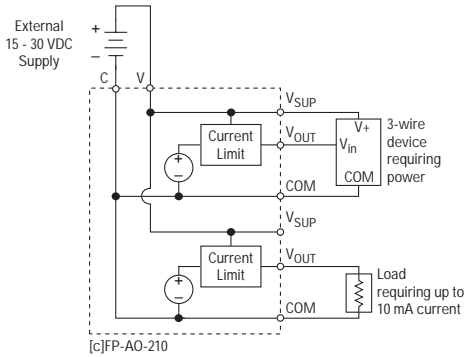 External
15 - 30 VDC
Supply
+
–
C
V
VSUP
Current
Limit
VOUT
V+
Vin
COM
3-wire
device
requiring
power
+
–
COM
VSUP
Current
Limit
VOUT
+
–
COM
Load
requiring up to
10 mA current
[c]FP-AO-210